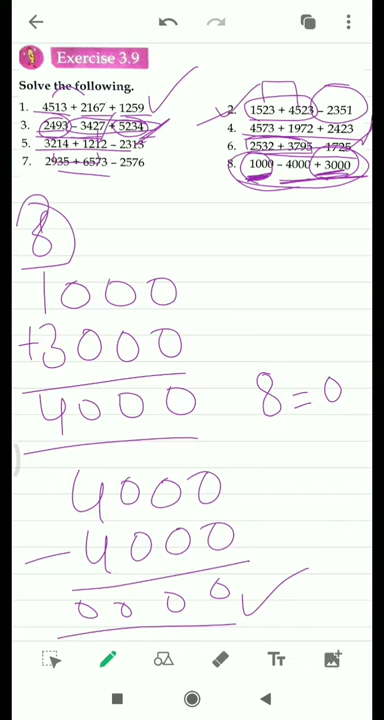 Exercise 3.9
Solve the following.
1. 4513 + 2167 + 1259
2. 1523 + 4523 - 2351
3. 2493 - 3427 + 5234
4. 4573 + 1972 + 2423
5. 3214 + 1212 - 2313
6. 2532 + 3795 - 1725
7. 2935 + 6573 - 2576
8. 1000 - 4000 + 3000
8
1000
+3000
4000
8 = 0
4000
- 4000
0000
Tт